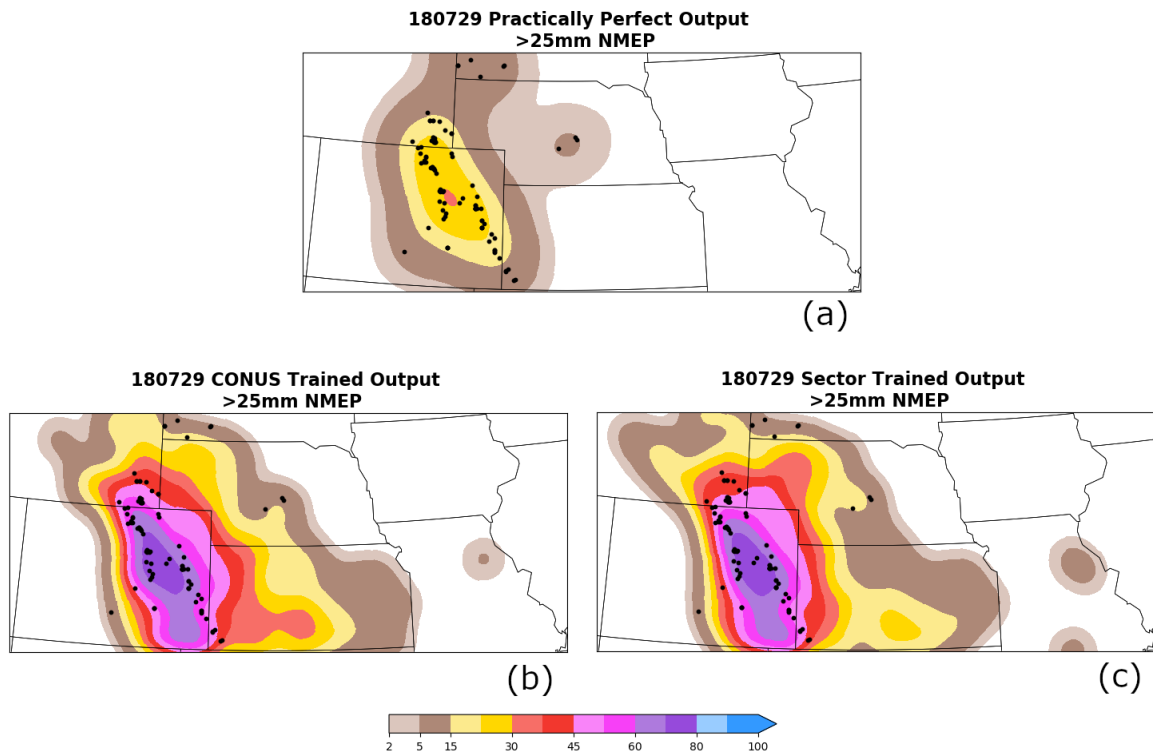 180729 Practically Perfect Output
>25mm NMEP
(a)
180729 CONUS Trained Output
>25mm NMEP
180729 Sector Trained Output
>25mm NMEP
(b)
(c)
2 5 15 30 45 60 80 100